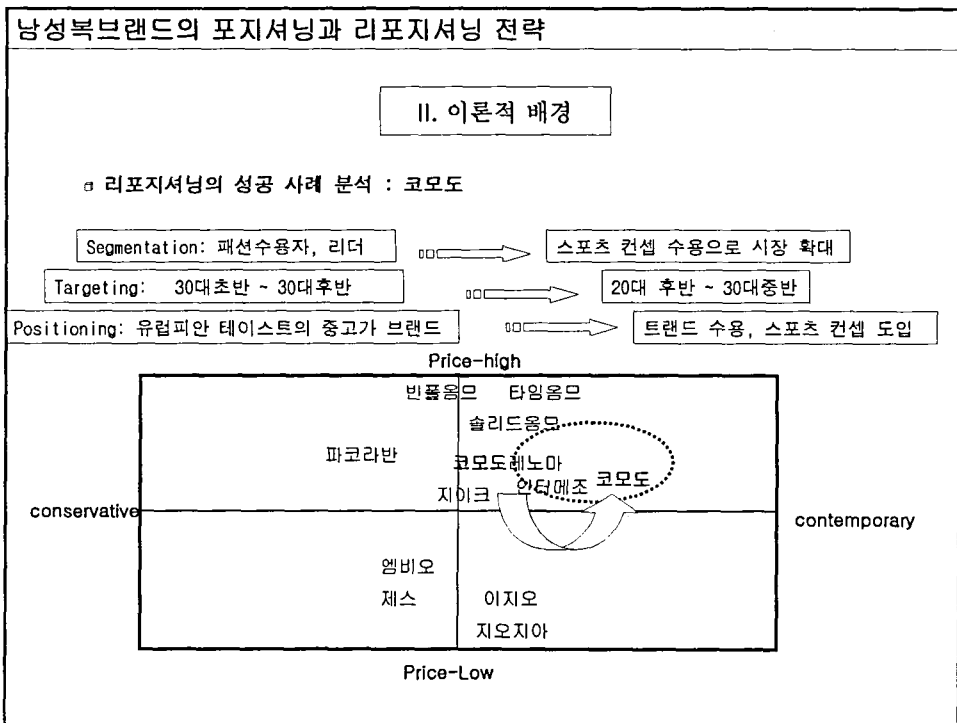 남성복브랜드의 포지셔닝과 리포지셔닝 전략
II. 이론적 배경
리포지셔닝의 성공 사례 분석 : 코모도
Segmentation: 패션수용자, 리더
스포츠 컨셉 수용으로 시장 확대
Targeting: 30대초반 ~ 30대후반
20대 후반 ~ 30대중반
Positioning: 유럽피안 테이스트의 중고가 브랜드
트랜드 수용, 스포츠 컨셉 도입
Price-high
반폴옴므 타임옴므
솔리드옴므
파코라반
코모도레노마
지이크 인터메조 코모도
conservative
contemporary
엠비오
제스 이지오
지오지아
Price-Low